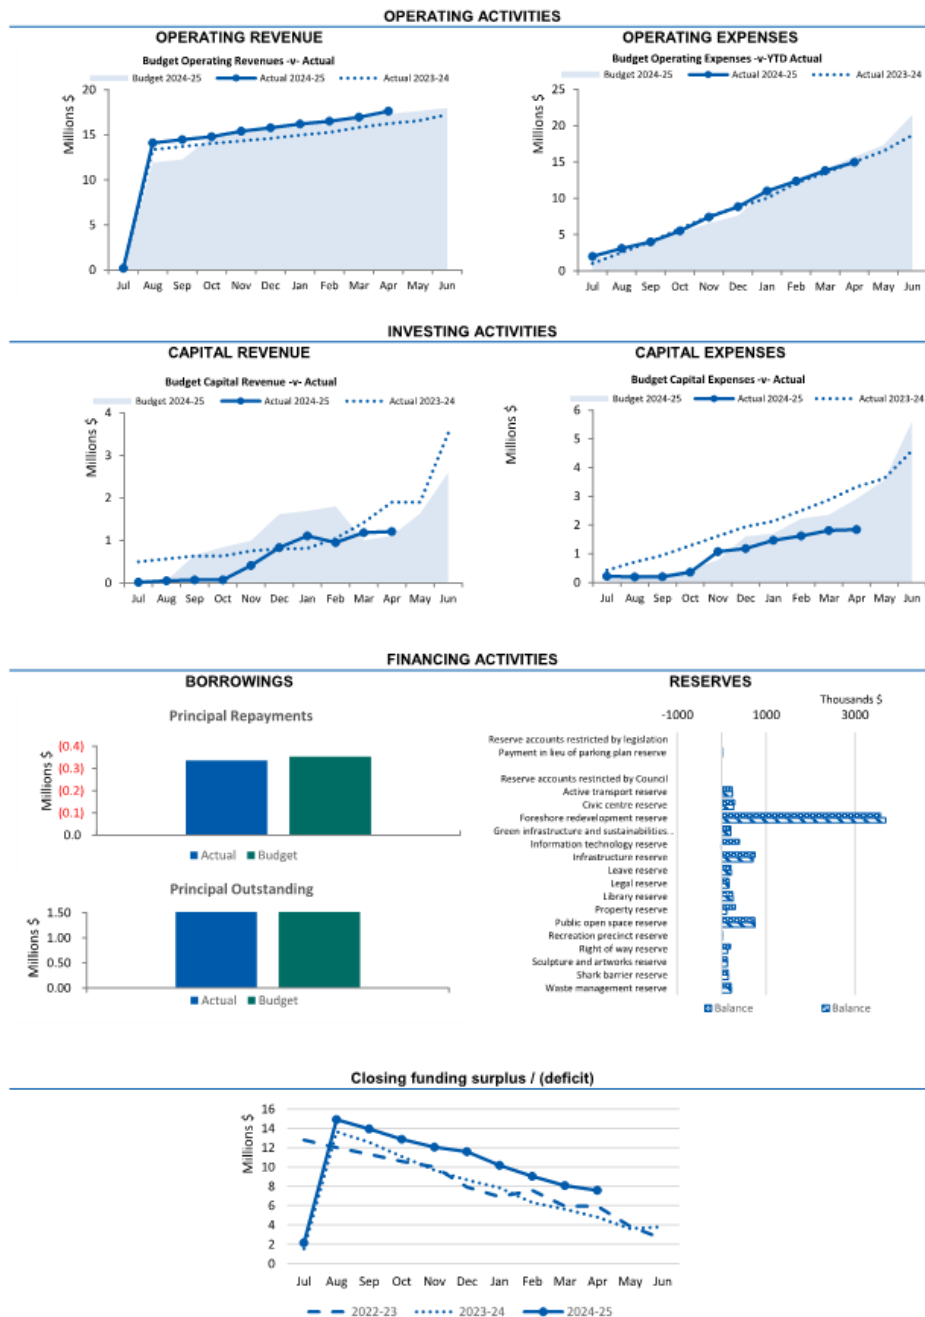 OPERATING ACTIVITIES
OPERATING REVENUE
Budget Operating Revenues -v- Actual
Budget 2024-25 Actual 2024-25 Actual 2023-24
Millions $
20
15
10
5
0
Jul Aug Sep Oct Nov Dec Jan Feb Mar Apr May Jun
OPERATING EXPENSES
Budget Operating Expenses -v-YTD Actual
Budget 2024-25 Actual 2024-25 Actual 2023-24
Millions $
25
20
15
10
5
0
Jul Aug Sep Oct Nov Dec Jan Feb Mar Apr May Jun
INVESTING ACTIVITIES
CAPITAL REVENUE
Budget Capital Revenue -v- Actual
Budget 2024-25 Actual 2024-25 Actual 2023-24
Millions $
4
3
2
1
0
Jul Aug Sep Oct Nov Dec Jan Feb Mar Apr May Jun
CAPITAL EXPENSES
Budget Capital Expenses -v- Actual
Budget 2024-25 Actual 2024-25 Actual 2023-24
Millions $
6
5
4
3
2
1
0
Jul Aug Sep Oct Nov Dec Jan Feb Mar Apr May Jun
FINANCING ACTIVITIES
BORROWINGS
Principal Repayments
Millions $
(0.4)
(0.3)
(0.2)
(0.1)
0.0
Actual Budget
Principal Outstanding
Millions $
1.50
1.00
0.50
0.00
Actual Budget
RESERVES
Thousands $
-1000 1000 3000
Reserve accounts restricted by legislation
Payment in lieu of parking plan reserve
Reserve accounts restricted by Council
Active transport reserve
Civic centre reserve
Foreshore redevelopment reserve
Green infrastructure and sustainabilities...
Information technology reserve
Infrastructure reserve
Leave reserve
Legal reserve
Library reserve
Property reserve
Public open space reserve
Recreation precinct reserve
Right of way reserve
Sculpture and artworks reserve
Shark barrier reserve
Waste management reserve
Balance Balance
Closing funding surplus / (deficit)
Millions $
16
14
12
10
8
6
4
2
0
Jul Aug Sep Oct Nov Dec Jan Feb Mar Apr May Jun
2022-23 2023-24 2024-25